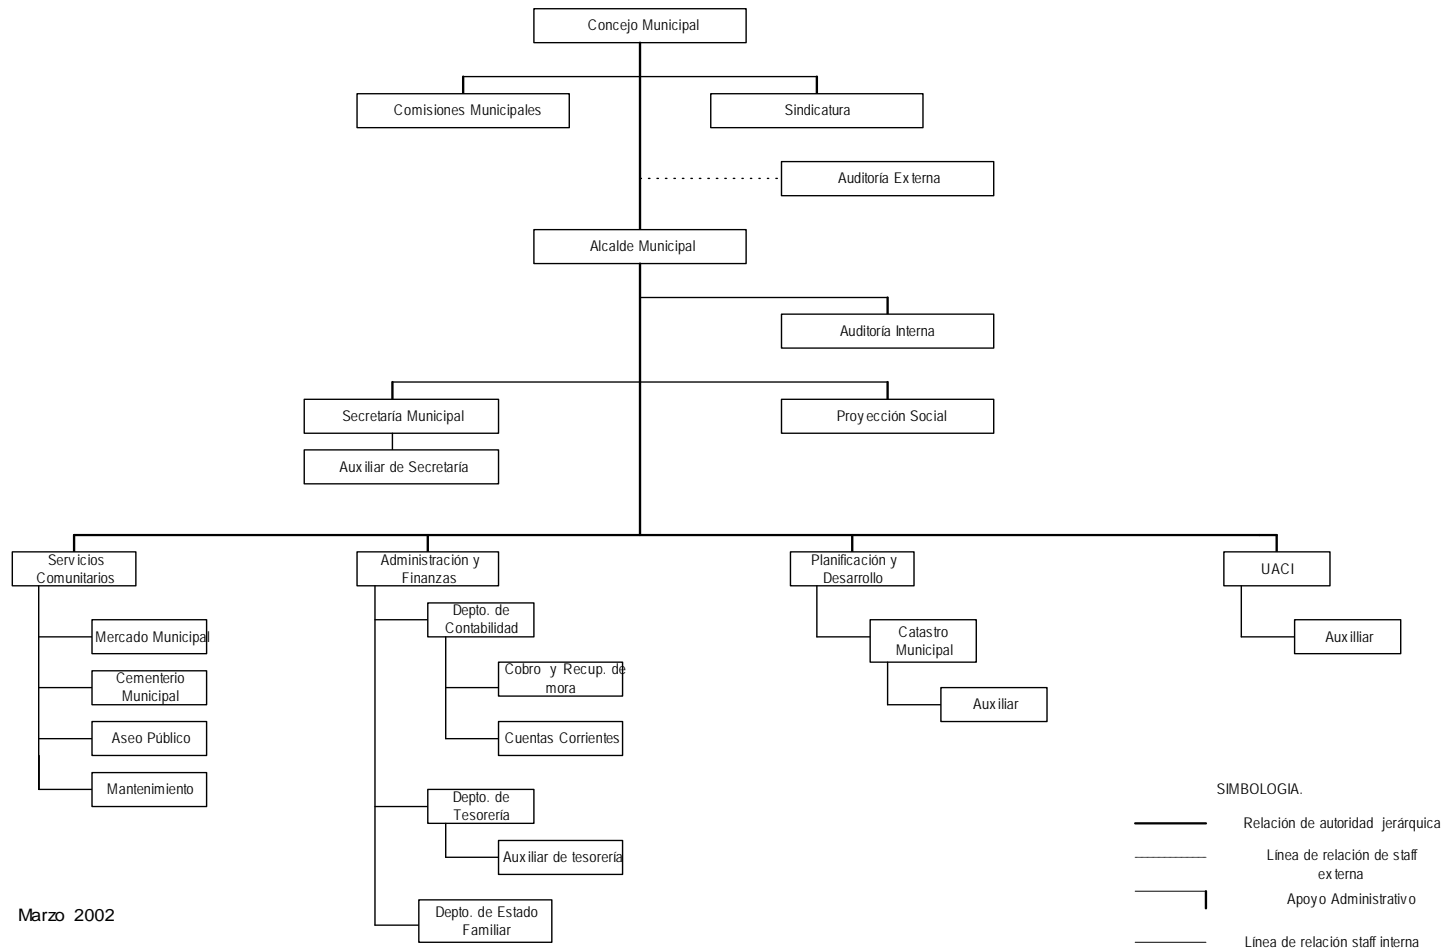 Concejo Municipal
Comisiones Municipales
Sindicatura
Auditoría Externa
Alcalde Municipal
Auditoría Interna
Secretaría Municipal
Proyección Social
Auxiliar de Secretaría
Servicios
Comunitarios
Administración y
Finanzas
Planificación y
Desarrollo
UACI
Mercado Municipal
Cementerio
Municipal
Aseo Público
Mantenimiento
Depto. de
Contabilidad
Cobro y Recup. de
mora
Cuentas Corrientes
Depto. de
Tesorería
Auxiliar de tesorería
Depto. de Estado
Familiar
Catastro
Municipal
Auxiliar
Auxilliar
SIMBOLOGIA.
Relación de autoridad jerárquica
Línea de relación de staff
externa
Apoyo Administrativo
Línea de relación staff interna
Marzo 2002